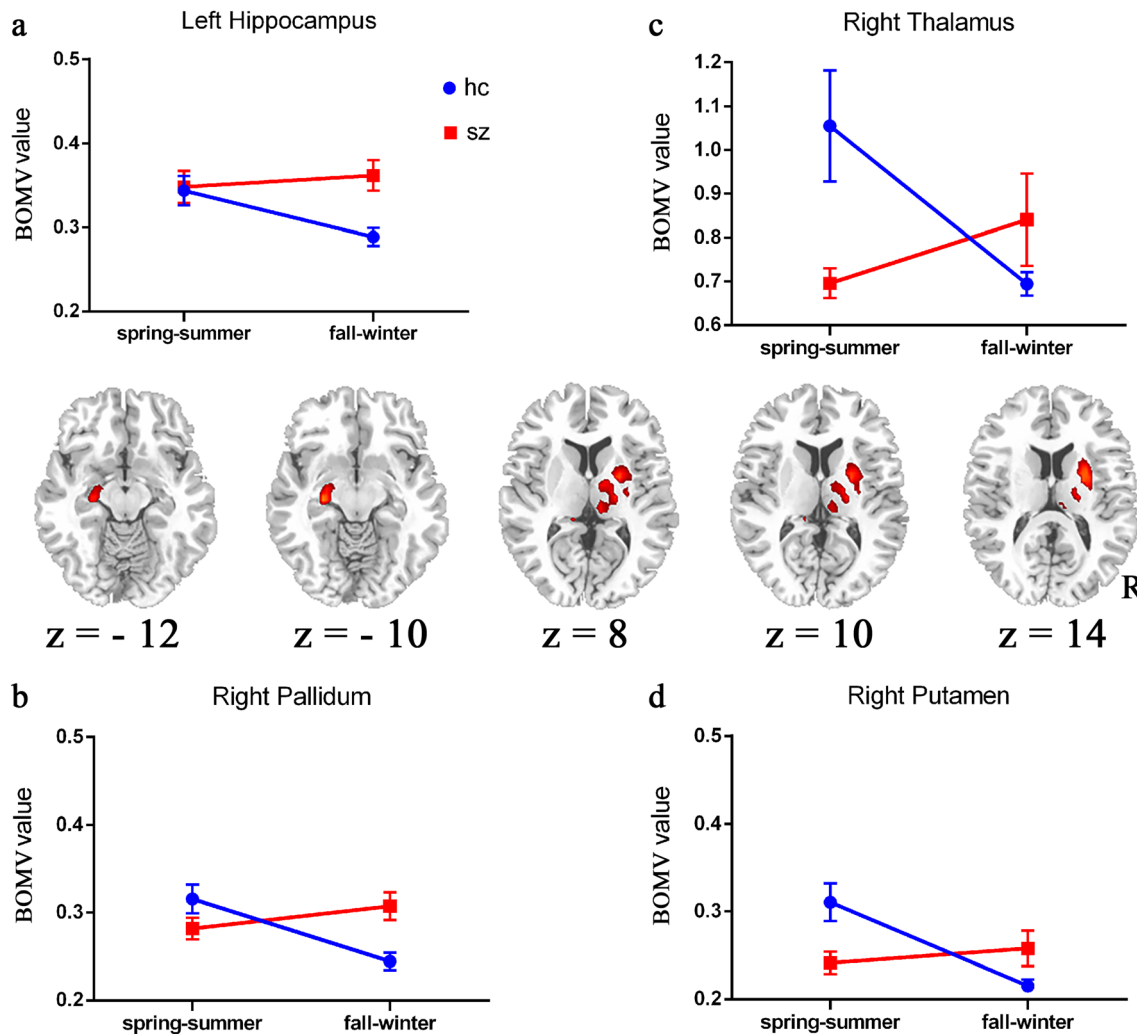 a
Left Hippocampus
BOMV value
0.5
0.4
0.3
0.2
hc
sz
spring-summer
fall-winter
c
Right Thalamus
BOMV value
1.2
1.1
1.0
0.9
0.8
0.7
0.6
spring-summer
fall-winter
R
z = - 12
z = - 10
z = 8
z = 10
z = 14
b
Right Pallidum
BOMV value
0.5
0.4
0.3
0.2
spring-summer
fall-winter
d
Right Putamen
BOMV value
0.5
0.4
0.3
0.2
spring-summer
fall-winter